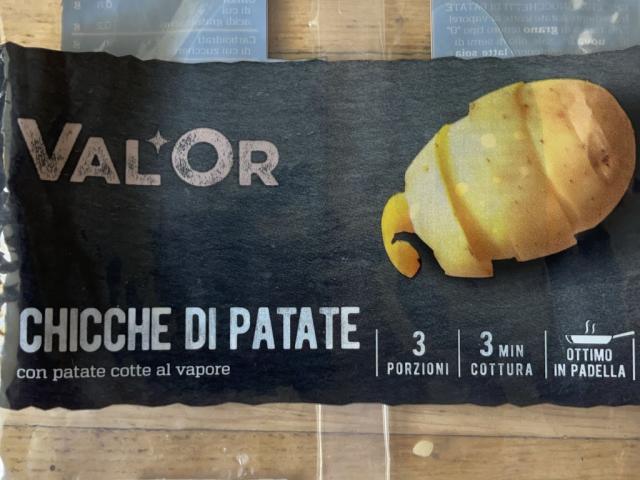 VAL'OR
CHICCHE DI PATATE
con patate cotte al vapore
3
PORZIONI
3 MIN
COTTURA
OTTIMO
IN PADELLA